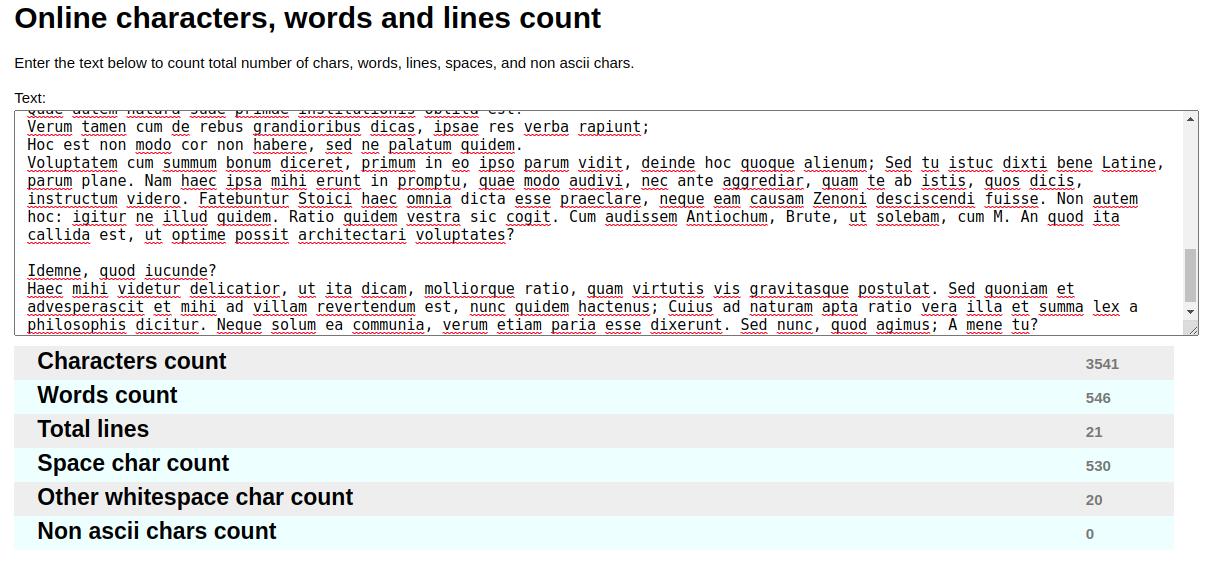 Online characters, words and lines count
Enter the text below to count total number of chars, words, lines, spaces, and non ascii chars.
Text:
Quae autem natura suae primae institutionis oblita est?
Verum tamen cum de rebus grandioribus dicas, ipsae res verba rapiunt;
Hoc est non modo cor non habere, sed ne palatum quidem.
Voluptatem cum summum bonum diceret, primum in eo ipso parum vidit, deinde hoc quoque alienum; Sed tu istuc dixti bene Latine,
parum plane. Nam haec ipsa mihi erunt in promptu, quae modo audivi, nec ante aggrediar, quam te ab istis, quos dicis,
instructum videro. Fatebuntur Stoici haec omnia dicta esse praeclare, neque eam causam Zenoni desciscendi fuisse. Non autem
hoc: igitur ne illud quidem. Ratio quidem vestra sic cogit. Cum audissem Antiochum, Brute, ut solebam, cum M. An quod ita
callida est, ut optime possit architectari voluptates?
Idemne, quod iucunde?
Haec mihi videtur delicatior, ut ita dicam, molliorque ratio, quam virtutis vis gravitasque postulat. Sed quoniam et
advesperascit et mihi ad villam revertendum est, nunc quidem hactenus; Cuius ad naturam apta ratio vera illa et summa lex a
philosophis dicitur. Neque solum ea communia, verum etiam paria esse dixerunt. Sed nunc, quod agimus; A mene tu?
Characters count 3541
Words count 546
Total lines 21
Space char count 530
Other whitespace char count 20
Non ascii chars count 0